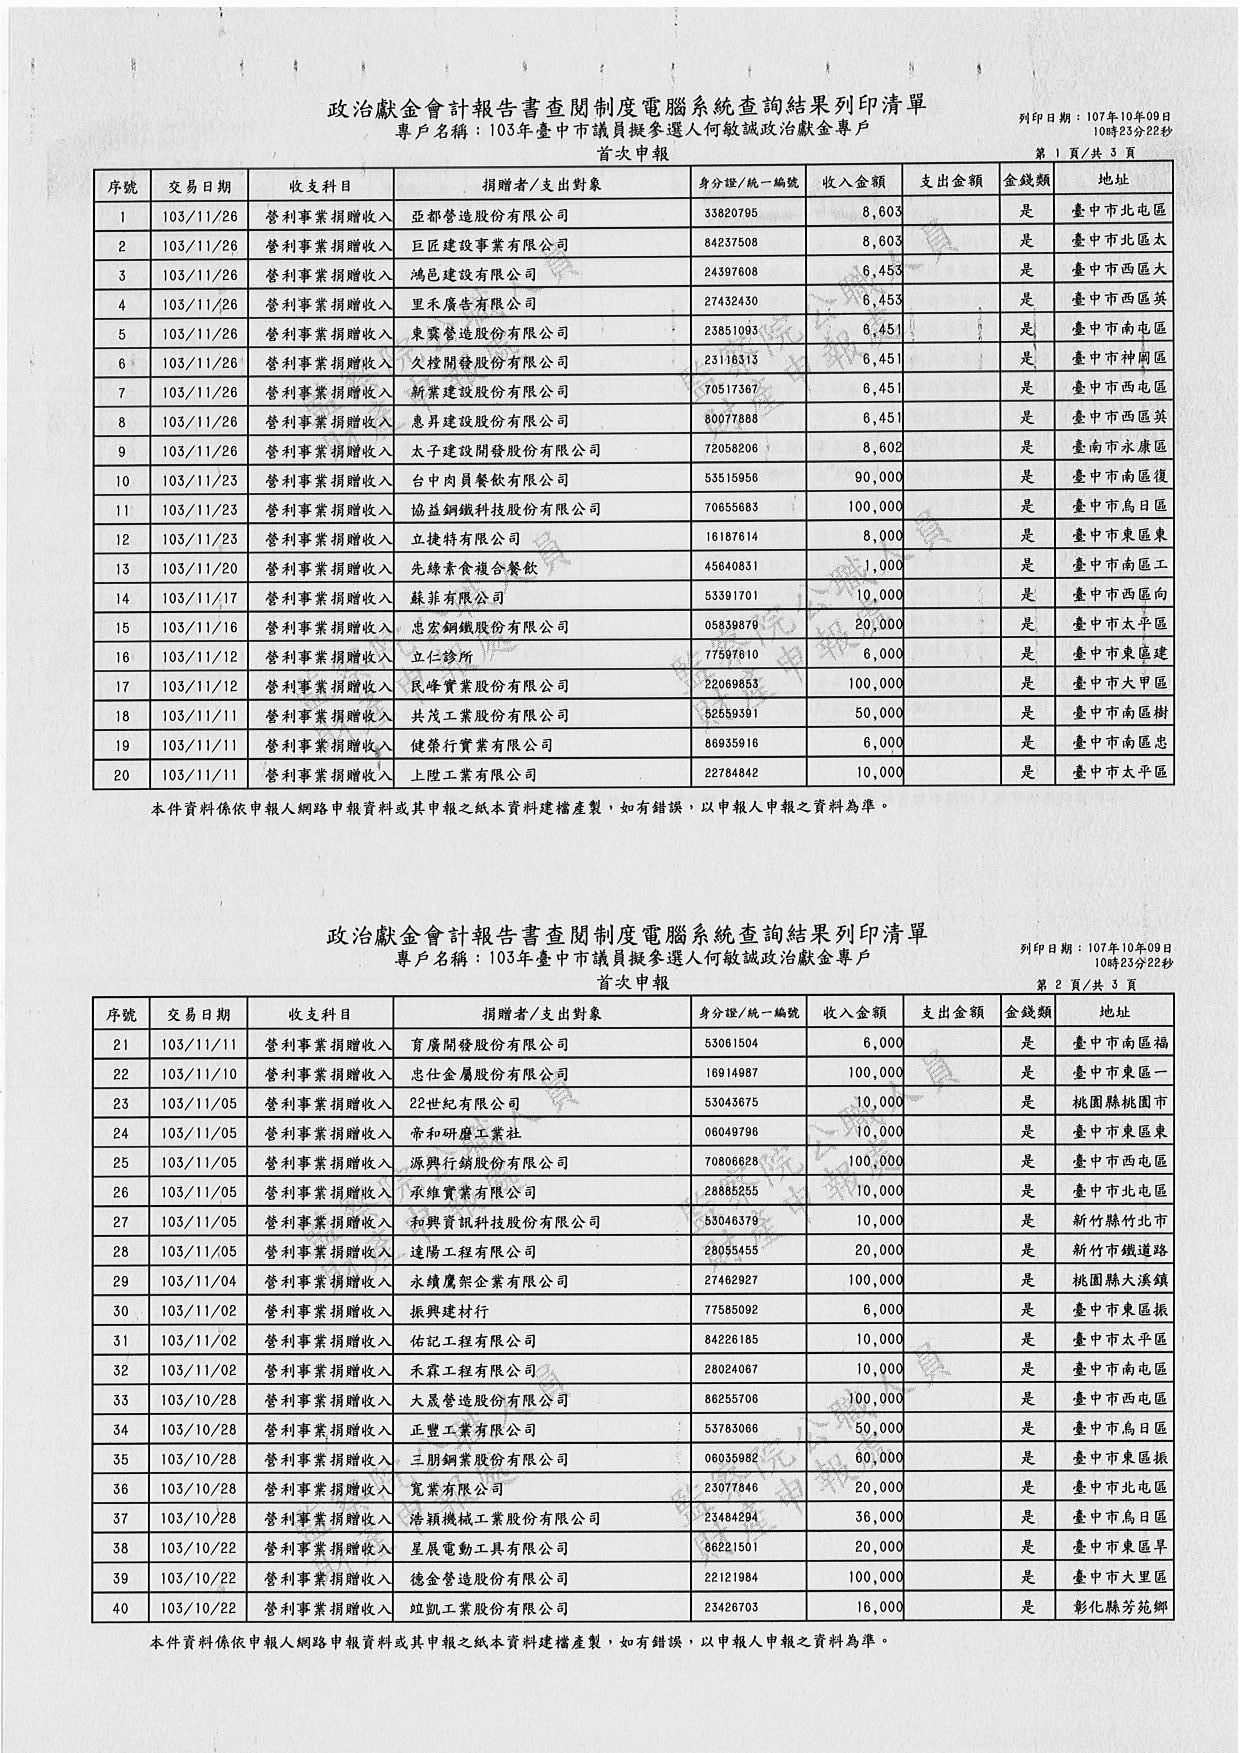 政治獻金會計報告書查閱制度電腦系統查詢結果列印清單
專戶名稱：103年臺中市議員擬參選人何敏誠政治獻金專戶
首次申報
列印日期：107年10年09日
10時23分22秒
第 1 頁/共 3 頁
序號 交易日期 收支科目 捐贈者/支出對象 身分證/統一編號 收入金額 支出金額 金錢類 地址
1 103/11/26 營利事業捐贈收入 亞都營造股份有限公司 33820795 8,603 是 臺中市北屯區
2 103/11/26 營利事業捐贈收入 巨匠建設事業有限公司 84237508 8,603 是 臺中市北區太
3 103/11/26 營利事業捐贈收入 鴻邑建設有限公司 24397608 6,453 是 臺中市西區大
4 103/11/26 營利事業捐贈收入 里禾廣告有限公司 27432430 6,453 是 臺中市西區英
5 103/11/26 營利事業捐贈收入 東霙營造股份有限公司 23851093 6,451 是 臺中市南屯區
6 103/11/26 營利事業捐贈收入 久樘開發股份有限公司 23116313 6,451 是 臺中市神岡區
7 103/11/26 營利事業捐贈收入 新業建設股份有限公司 70517367 6,451 是 臺中市西屯區
8 103/11/26 營利事業捐贈收入 惠昇建設股份有限公司 80077888 6,451 是 臺中市西區英
9 103/11/26 營利事業捐贈收入 太子建設開發股份有限公司 72058206 8,602 是 臺南市永康區
10 103/11/23 營利事業捐贈收入 台中肉員餐飲有限公司 53515956 90,000 是 臺中市南區復
11 103/11/23 營利事業捐贈收入 協益鋼鐵科技股份有限公司 70655683 100,000 是 臺中市烏日區
12 103/11/23 營利事業捐贈收入 立捷特有限公司 16187614 8,000 是 臺中市東區東
13 103/11/20 營利事業捐贈收入 先綠素食複合餐飲 45640831 1,000 是 臺中市南區工
14 103/11/17 營利事業捐贈收入 蘇菲有限公司 53391701 10,000 是 臺中市西區向
15 103/11/16 營利事業捐贈收入 忠宏鋼鐵股份有限公司 05839879 20,000 是 臺中市太平區
16 103/11/12 營利事業捐贈收入 立仁診所 77597610 6,000 是 臺中市東區建
17 103/11/12 營利事業捐贈收入 民峰實業股份有限公司 22069853 100,000 是 臺中市大甲區
18 103/11/11 營利事業捐贈收入 共茂工業股份有限公司 52559391 50,000 是 臺中市南區樹
19 103/11/11 營利事業捐贈收入 健榮行實業有限公司 86935916 6,000 是 臺中市南區忠
20 103/11/11 營利事業捐贈收入 上陞工業有限公司 22784842 10,000 是 臺中市太平區
監察院公職人員
財產申報處
本件資料係依申報人網路申報資料或其申報之紙本資料建檔產製，如有錯誤，以申報人申報之資料為準。
政治獻金會計報告書查閱制度電腦系統查詢結果列印清單
專戶名稱：103年臺中市議員擬參選人何敏誠政治獻金專戶
首次申報
列印日期：107年10年09日
10時23分22秒
第 2 頁/共 3 頁
序號 交易日期 收支科目 捐贈者/支出對象 身分證/統一編號 收入金額 支出金額 金錢類 地址
21 103/11/11 營利事業捐贈收入 育廣開發股份有限公司 53061504 6,000 是 臺中市南區福
22 103/11/10 營利事業捐贈收入 忠仕金屬股份有限公司 16914987 100,000 是 臺中市東區一
23 103/11/05 營利事業捐贈收入 22世紀有限公司 53043675 10,000 是 桃園縣桃園市
24 103/11/05 營利事業捐贈收入 帝和研磨工業社 06049796 10,000 是 臺中市東區東
25 103/11/05 營利事業捐贈收入 源興行銷股份有限公司 70806628 100,000 是 臺中市西屯區
26 103/11/05 營利事業捐贈收入 承維實業有限公司 28885255 10,000 是 臺中市北屯區
27 103/11/05 營利事業捐贈收入 和興資訊科技股份有限公司 53046379 10,000 是 新竹縣竹北市
28 103/11/05 營利事業捐贈收入 達陽工程有限公司 28055455 20,000 是 新竹市鐵道路
29 103/11/04 營利事業捐贈收入 永續鷹架企業有限公司 27462927 100,000 是 桃園縣大溪鎮
30 103/11/02 營利事業捐贈收入 振興建材行 77585092 6,000 是 臺中市東區振
31 103/11/02 營利事業捐贈收入 佑記工程有限公司 84226185 10,000 是 臺中市太平區
32 103/11/02 營利事業捐贈收入 禾霖工程有限公司 28024067 10,000 是 臺中市南屯區
33 103/10/28 營利事業捐贈收入 大晟營造股份有限公司 86255706 100,000 是 臺中市西屯區
34 103/10/28 營利事業捐贈收入 正豐工業有限公司 53783066 50,000 是 臺中市烏日區
35 103/10/28 營利事業捐贈收入 三朋鋼業股份有限公司 06035982 60,000 是 臺中市東區振
36 103/10/28 營利事業捐贈收入 寬業有限公司 23077846 20,000 是 臺中市北屯區
37 103/10/28 營利事業捐贈收入 浩穎機械工業股份有限公司 23484294 36,000 是 臺中市烏日區
38 103/10/22 營利事業捐贈收入 星展電動工具有限公司 86221501 20,000 是 臺中市東區旱
39 103/10/22 營利事業捐贈收入 德金營造股份有限公司 22121984 100,000 是 臺中市大里區
40 103/10/22 營利事業捐贈收入 竝凱工業股份有限公司 23426703 16,000 是 彰化縣芳苑鄉
監察院公職人員
財產申報處
本件資料係依申報人網路申報資料或其申報之紙本資料建檔產製，如有錯誤，以申報人申報之資料為準。